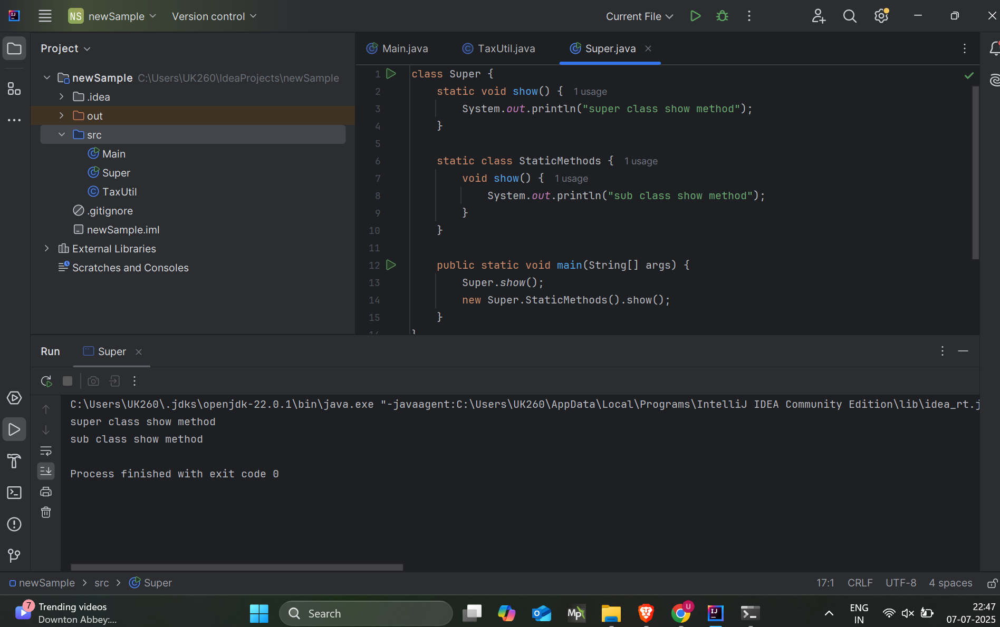 NS newSample Version control Current File
Project
Main.java TaxUtil.java Super.java
newSample C:\Users\UK260\IdeaProjects\newSample
.idea
out
src
Main
Super
TaxUtil
.gitignore
newSample.iml
External Libraries
Scratches and Consoles
1 class Super {
2 static void show() { 1 usage
3 System.out.println("super class show method");
4 }
5
6 static class StaticMethods { 1 usage
7 void show() { 1 usage
8 System.out.println("sub class show method");
9 }
10 }
11
12 public static void main(String[] args) {
13 Super.show();
14 new Super.StaticMethods().show();
15 }
Run Super
C:\Users\UK260\.jdks\openjdk-22.0.1\bin\java.exe "-javaagent:C:\Users\UK260\AppData\Local\Programs\IntelliJ IDEA Community Edition\lib\idea_rt.j
super class show method
sub class show method
Process finished with exit code 0
newSample > src > Super 17:1 CRLF UTF-8 4 spaces
7 Trending videos
Downton Abbey:...
Search
ENG
IN
22:47
07-07-2025